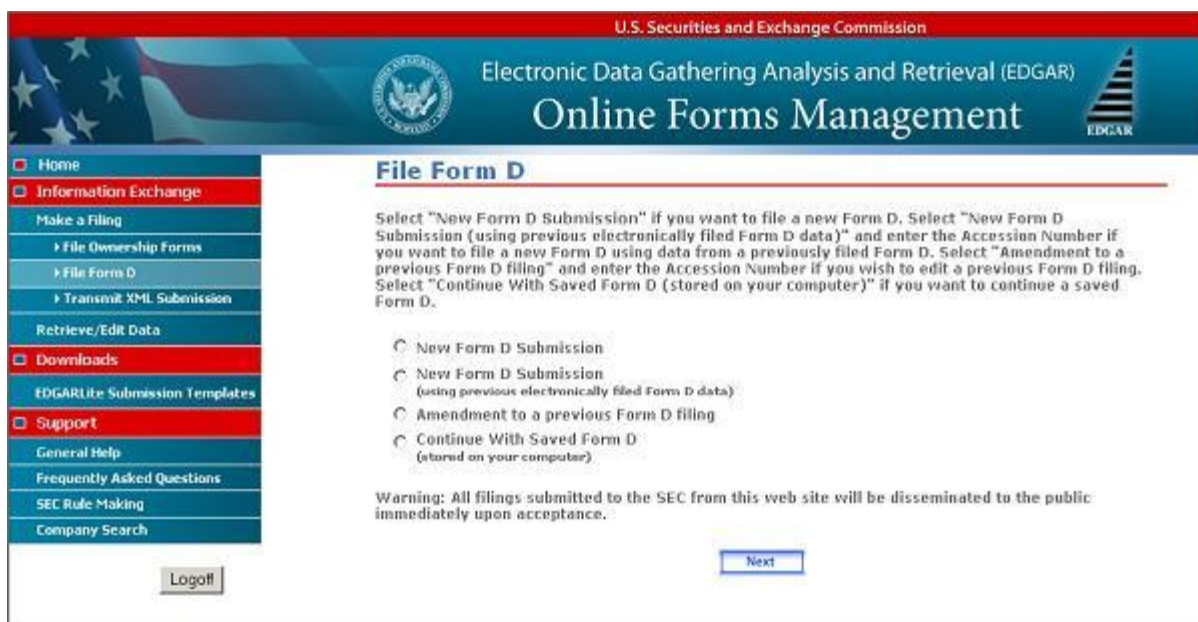 U.S. Securities and Exchange Commission
Electronic Data Gathering Analysis and Retrieval (EDGAR)
Online Forms Management
EDGAR
Home
Information Exchange
Make a Filing
File Ownership Forms
File Form D
Transmit XML Submission
Retrieve/Edit Data
Downloads
EDGARLite Submission Templates
Support
General Help
Frequently Asked Questions
SEC Rule Making
Company Search
Logoff
File Form D
Select "New Form D Submission" if you want to file a new Form D. Select "New Form D
Submission (using previous electronically filed Form D data)" and enter the Accession Number if
you want to file a new Form D using data from a previously filed Form D. Select "Amendment to a
previous Form D filing" and enter the Accession Number if you wish to edit a previous Form D filing.
Select "Continue With Saved Form D (stored on your computer)" if you want to continue a saved
Form D.
New Form D Submission
New Form D Submission
(using previous electronically filed Form D data)
Amendment to a previous Form D filing
Continue With Saved Form D
(stored on your computer)
Warning: All filings submitted to the SEC from this web site will be disseminated to the public
immediately upon acceptance.
Next